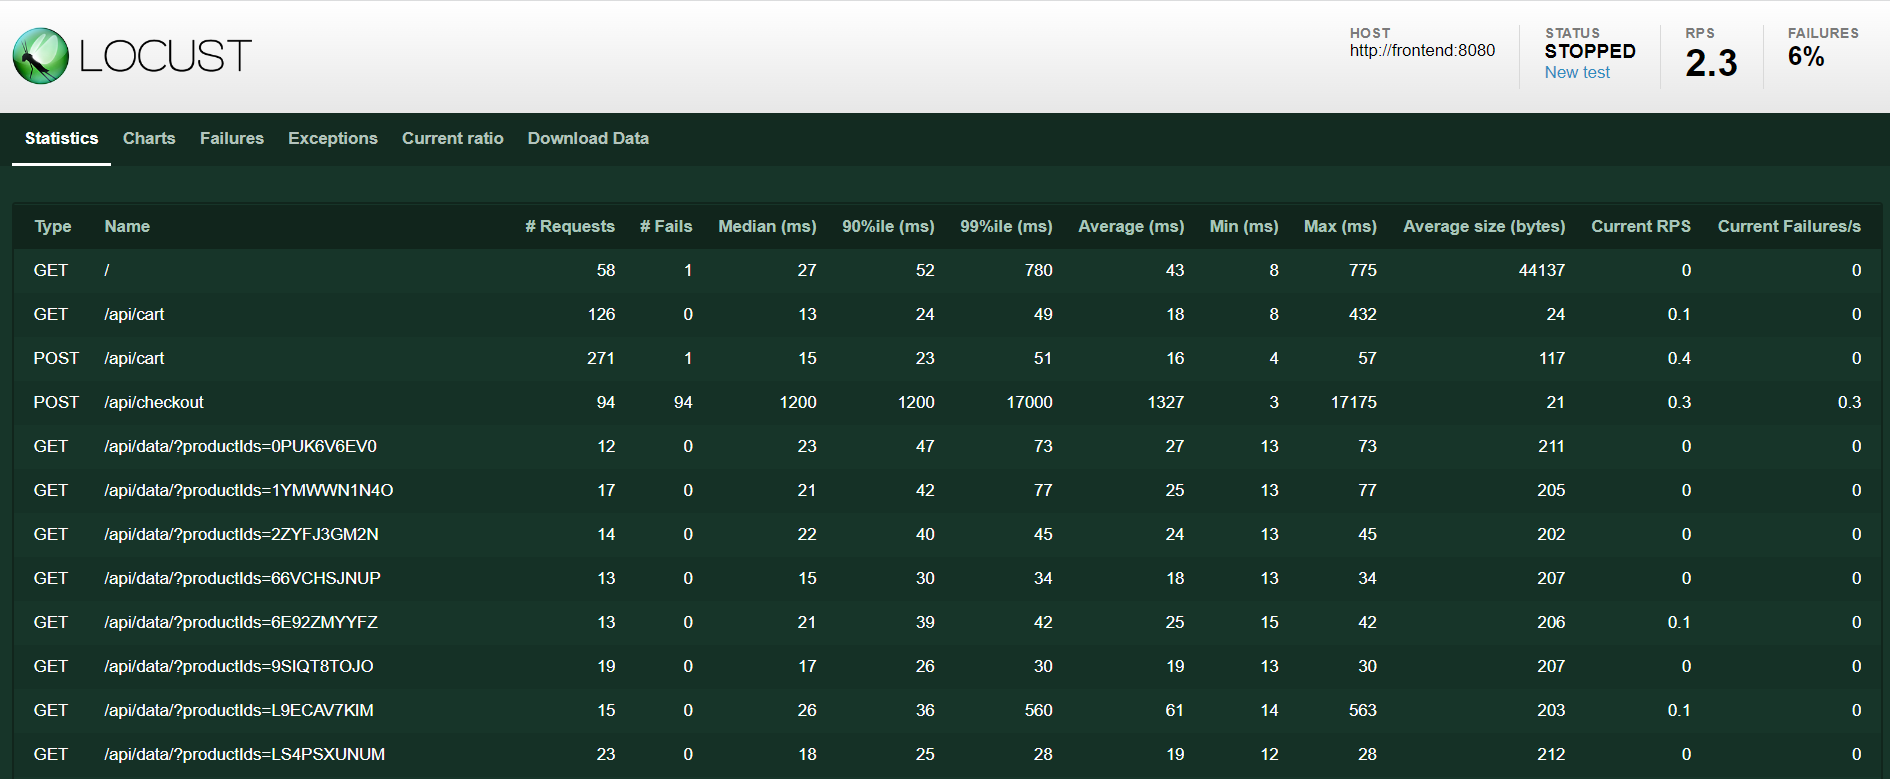 LOCUST
HOST
http://frontend:8080
STATUS
STOPPED
New test
RPS
2.3
FAILURES
6%
Statistics Charts Failures Exceptions Current ratio Download Data
Type Name # Requests # Fails Median (ms) 90%ile (ms) 99%ile (ms) Average (ms) Min (ms) Max (ms) Average size (bytes) Current RPS Current Failures/s
GET / 58 1 27 52 780 43 8 775 44137 0 0
GET /api/cart 126 0 13 24 49 18 8 432 24 0.1 0
POST /api/cart 271 1 15 23 51 16 4 57 117 0.4 0
POST /api/checkout 94 94 1200 1200 17000 1327 3 17175 21 0.3 0.3
GET /api/data/?productIds=0PUK6V6EV0 12 0 23 47 73 27 13 73 211 0 0
GET /api/data/?productIds=1YMWWN1N4O 17 0 21 42 77 25 13 77 205 0 0
GET /api/data/?productIds=2ZYFJ3GM2N 14 0 22 40 45 24 13 45 202 0 0
GET /api/data/?productIds=66VCHSJNUP 13 0 15 30 34 18 13 34 207 0 0
GET /api/data/?productIds=6E92ZMYYFZ 13 0 21 39 42 25 15 42 206 0.1 0
GET /api/data/?productIds=9SIQT8TOJO 19 0 17 26 30 19 13 30 207 0 0
GET /api/data/?productIds=L9ECAV7KIM 15 0 26 36 560 61 14 563 203 0.1 0
GET /api/data/?productIds=LS4PSXUNUM 23 0 18 25 28 19 12 28 212 0 0